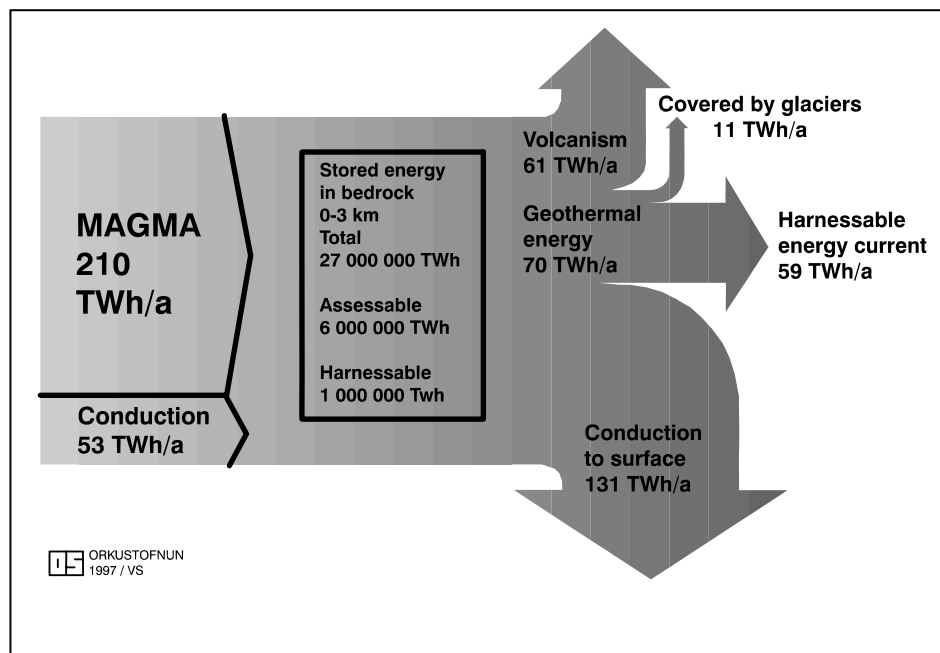 MAGMA
210
TWh/a
Conduction
53 TWh/a
Stored energy
in bedrock
0-3 km
Total
27 000 000 TWh
Assessable
6 000 000 TWh
Harnessable
1 000 000 Twh
Volcanism
61 TWh/a
Covered by glaciers
11 TWh/a
Geothermal
energy
70 TWh/a
Harnessable
energy current
59 TWh/a
Conduction
to surface
131 TWh/a
OS ORKUSTOFNUN
1997 / VS